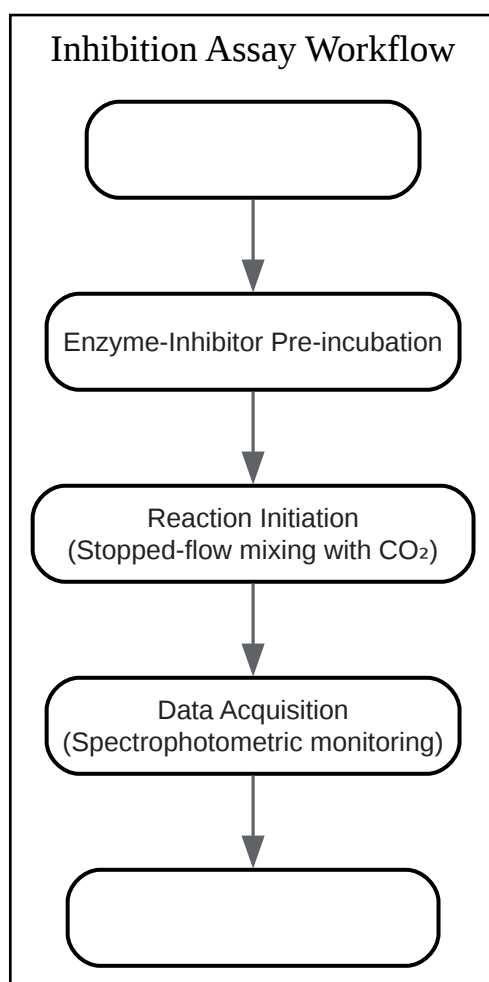 Inhibition Assay Workflow
Enzyme-Inhibitor Pre-incubation
Reaction Initiation
(Stopped-flow mixing with CO₂)
Data Acquisition
(Spectrophotometric monitoring)